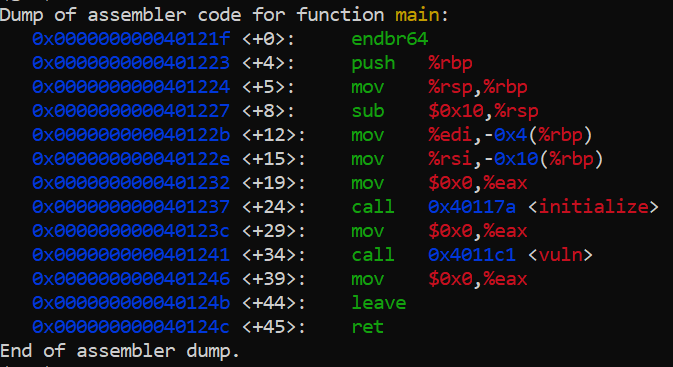 Dump of assembler code for function main:
   0x000000000040121f <+0>:     endbr64
   0x0000000000401223 <+4>:     push   %rbp
   0x0000000000401224 <+5>:     mov    %rsp,%rbp
   0x0000000000401227 <+8>:     sub    $0x10,%rsp
   0x000000000040122b <+12>:    mov    %edi,-0x4(%rbp)
   0x000000000040122e <+15>:    mov    %rsi,-0x10(%rbp)
   0x0000000000401232 <+19>:    mov    $0x0,%eax
   0x0000000000401237 <+24>:    call   0x40117a <initialize>
   0x000000000040123c <+29>:    mov    $0x0,%eax
   0x0000000000401241 <+34>:    call   0x4011c1 <vuln>
   0x0000000000401246 <+39>:    mov    $0x0,%eax
   0x000000000040124b <+44>:    leave
   0x000000000040124c <+45>:    ret
End of assembler dump.